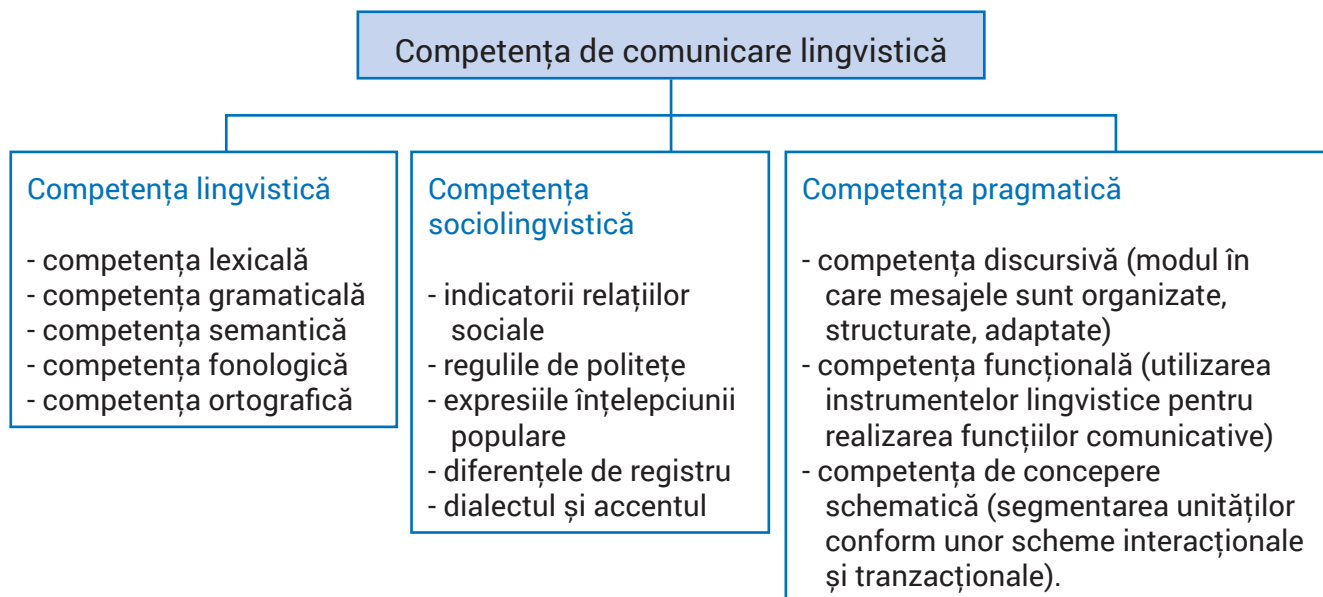 Competența de comunicare lingvistică
Competența lingvistică
- competența lexicală
- competența gramaticală
- competența semantică
- competența fonologică
- competența ortografică
Competența
sociolingvistică
- indicatorii relațiilor
sociale
- regulile de politețe
- expresiile înțelepciunii
populare
- diferențele de registru
- dialectul și accentul
Competența pragmatică
- competența discursivă (modul în
care mesajele sunt organizate,
structurate, adaptate)
- competența funcțională (utilizarea
instrumentelor lingvistice pentru
realizarea funcțiilor comunicative)
- competența de concepere
schematică (segmentarea unităților
conform unor scheme interacționale
și tranzacționale).